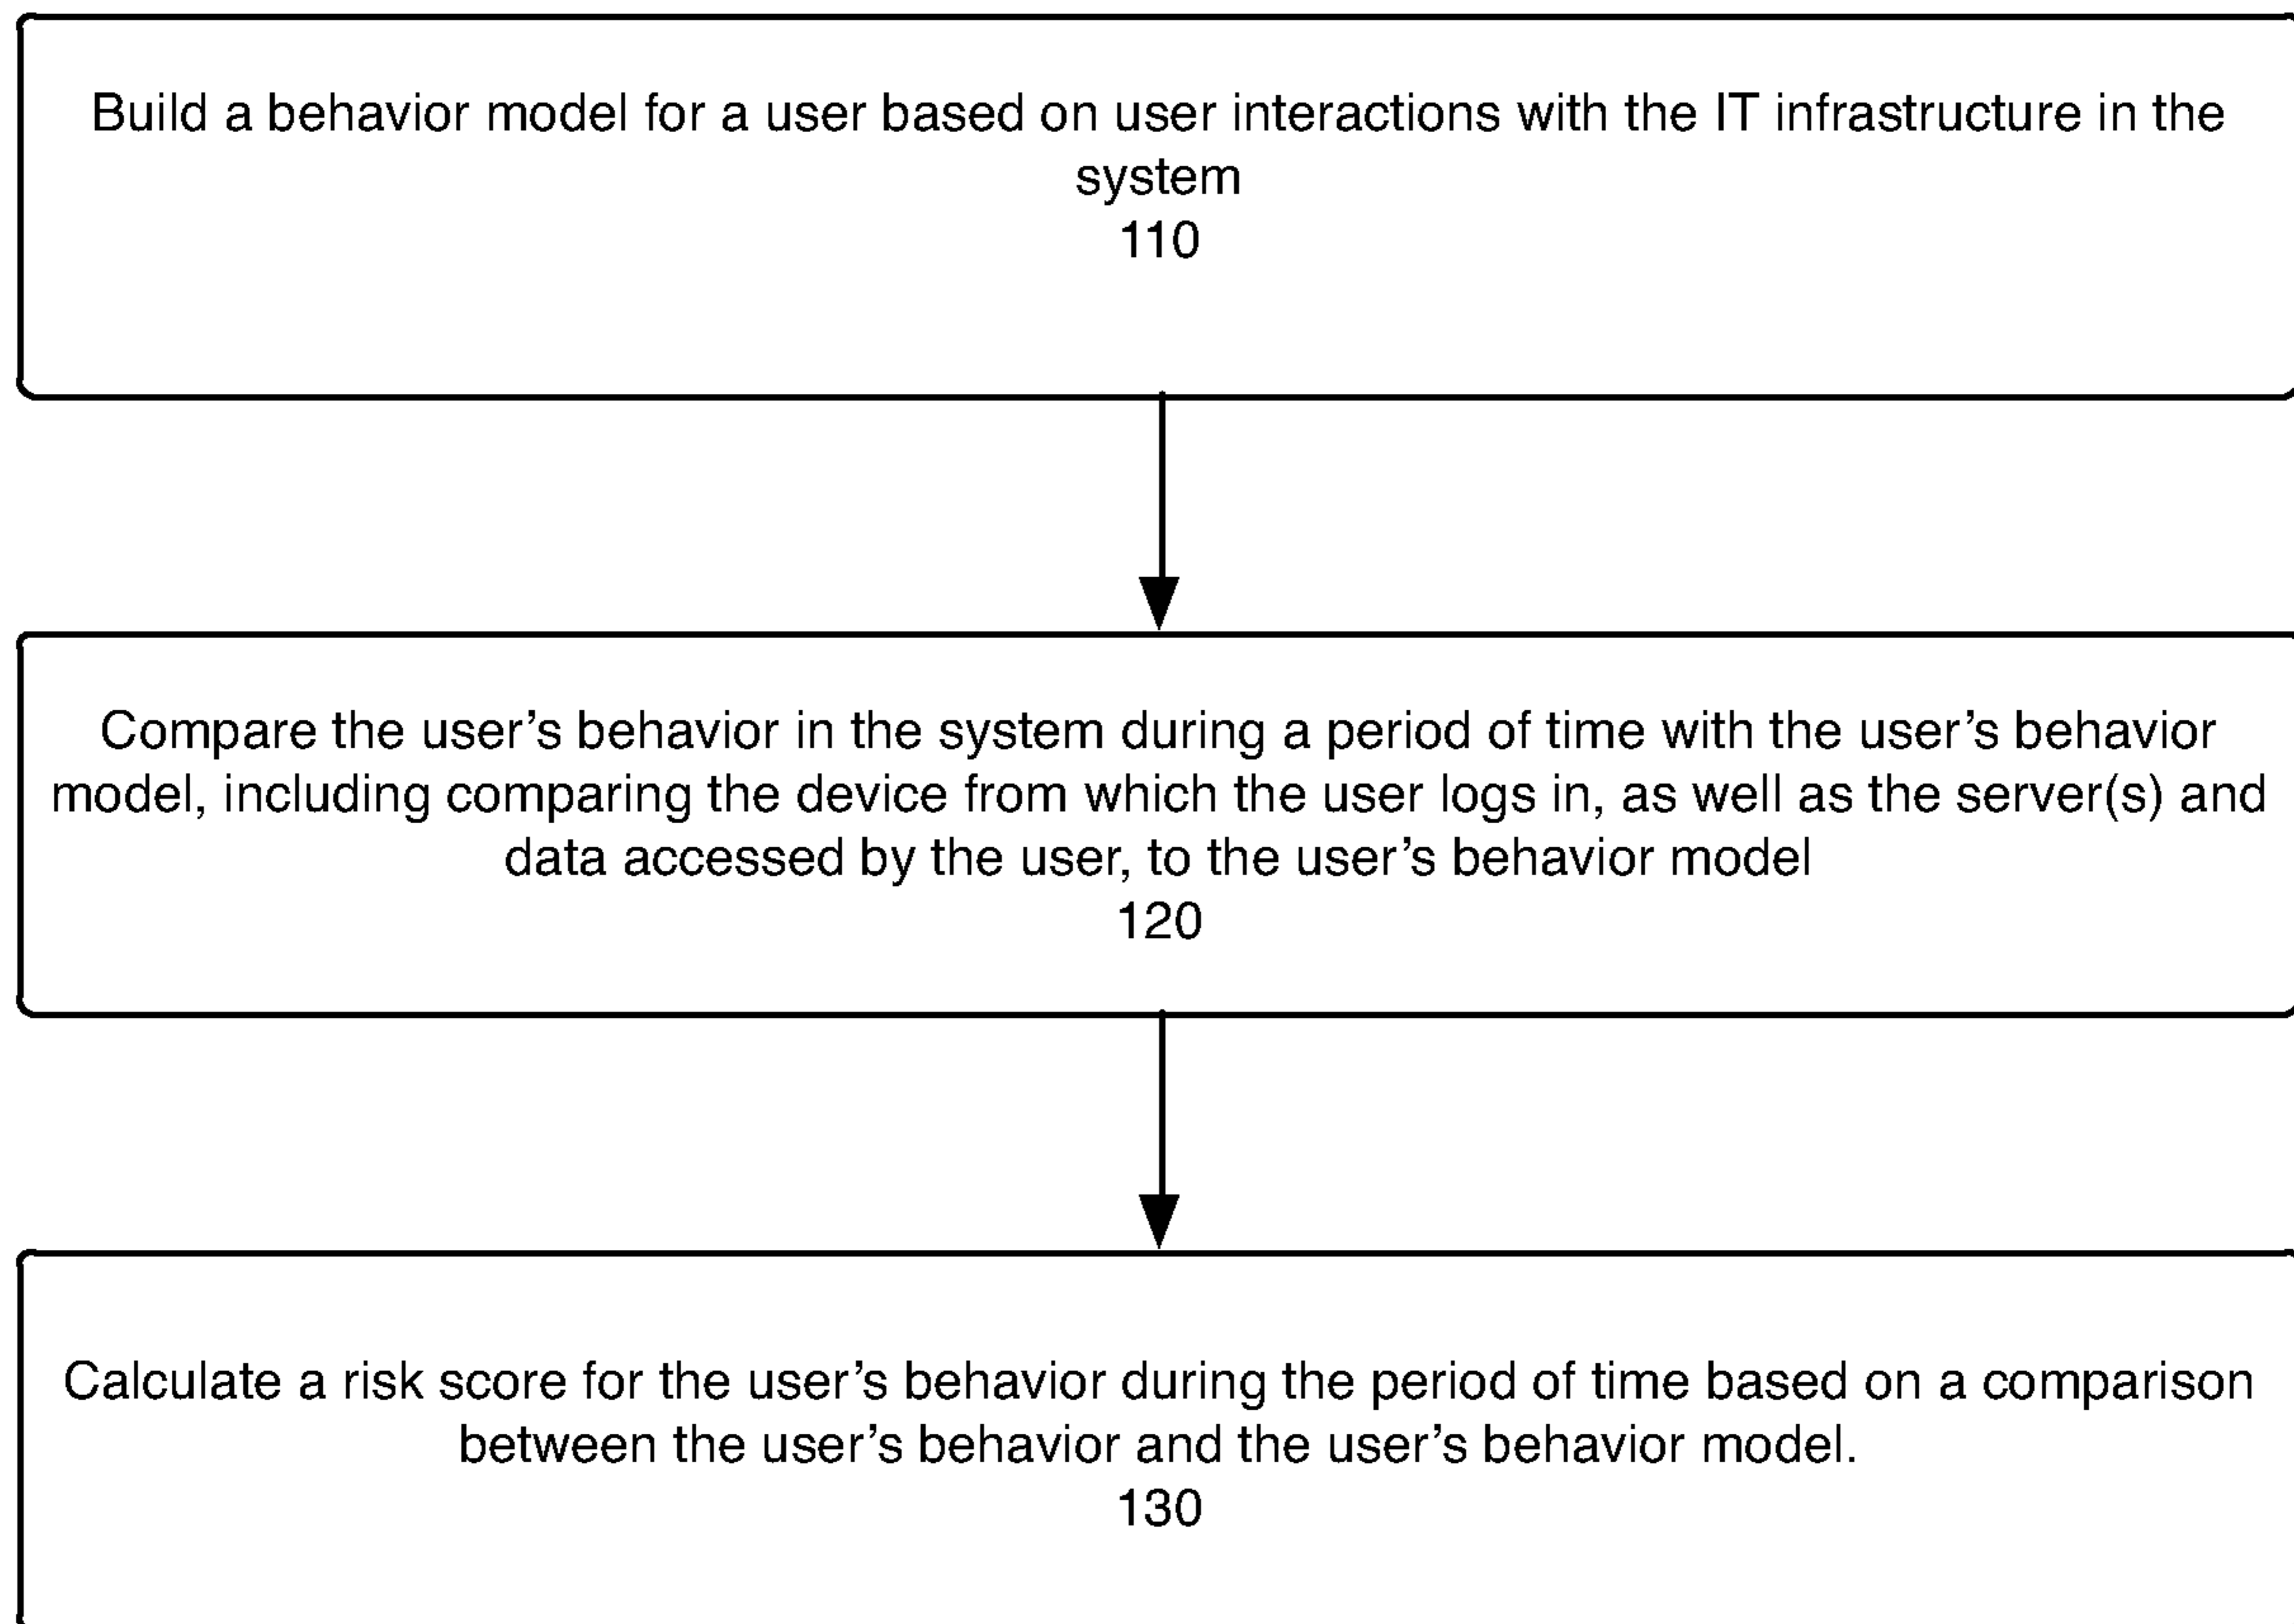 Build a behavior model for a user based on user interactions with the IT infrastructure in the
system
110
Compare the user’s behavior in the system during a period of time with the user’s behavior
model, including comparing the device from which the user logs in, as well as the server(s) and
data accessed by the user, to the user’s behavior model
120
Calculate a risk score for the user’s behavior during the period of time based on a comparison
between the user’s behavior and the user’s behavior model.
130